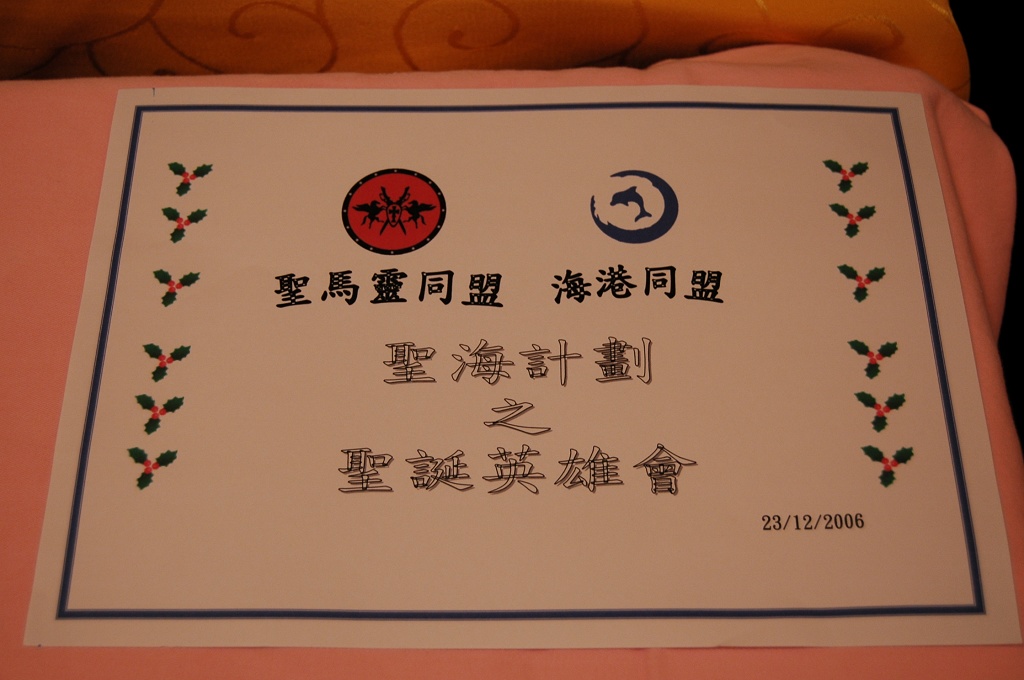 聖馬靈同盟 海港同盟
聖海計劃
之
聖誕英雄會
23/12/2006